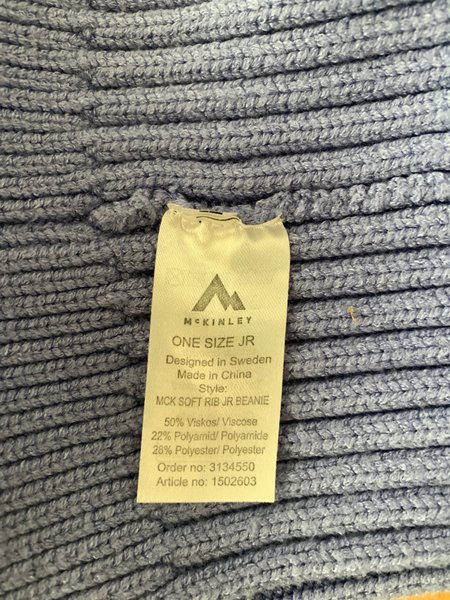 McKINLEY
ONE SIZE JR
Designed in Sweden
Made in China
Style:
MCK SOFT RIB JR BEANIE
50% Viskos/ Viscose
22% Polyamid/ Polyamide
28% Polyester/ Polyester
Order no: 3134550
Article no: 1502603